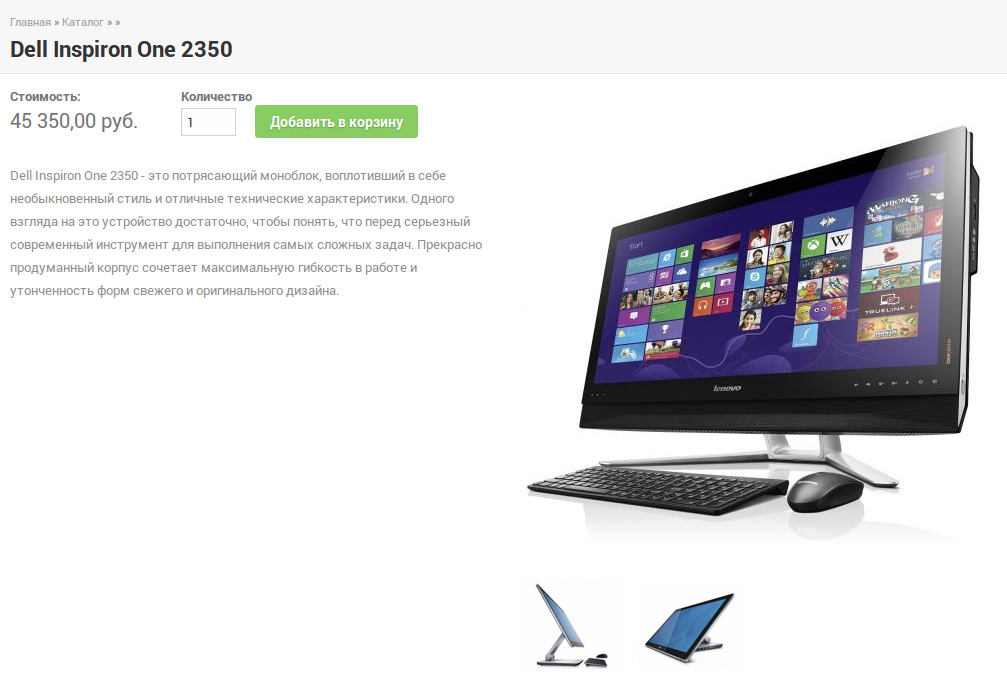 Главная » Каталог » »
Dell Inspiron One 2350
Стоимость:
45 350,00 руб.
Количество
1
Добавить в корзину
Dell Inspiron One 2350 - это потрясающий моноблок, воплотивший в себе
необыкновенный стиль и отличные технические характеристики. Одного
взгляда на это устройство достаточно, чтобы понять, что перед серьезный
современный инструмент для выполнения самых сложных задач. Прекрасно
продуманный корпус сочетает максимальную гибкость в работе и
утонченность форм свежего и оригинального дизайна.
Start
MAHJONG
W
TRUELINK +
lenovo